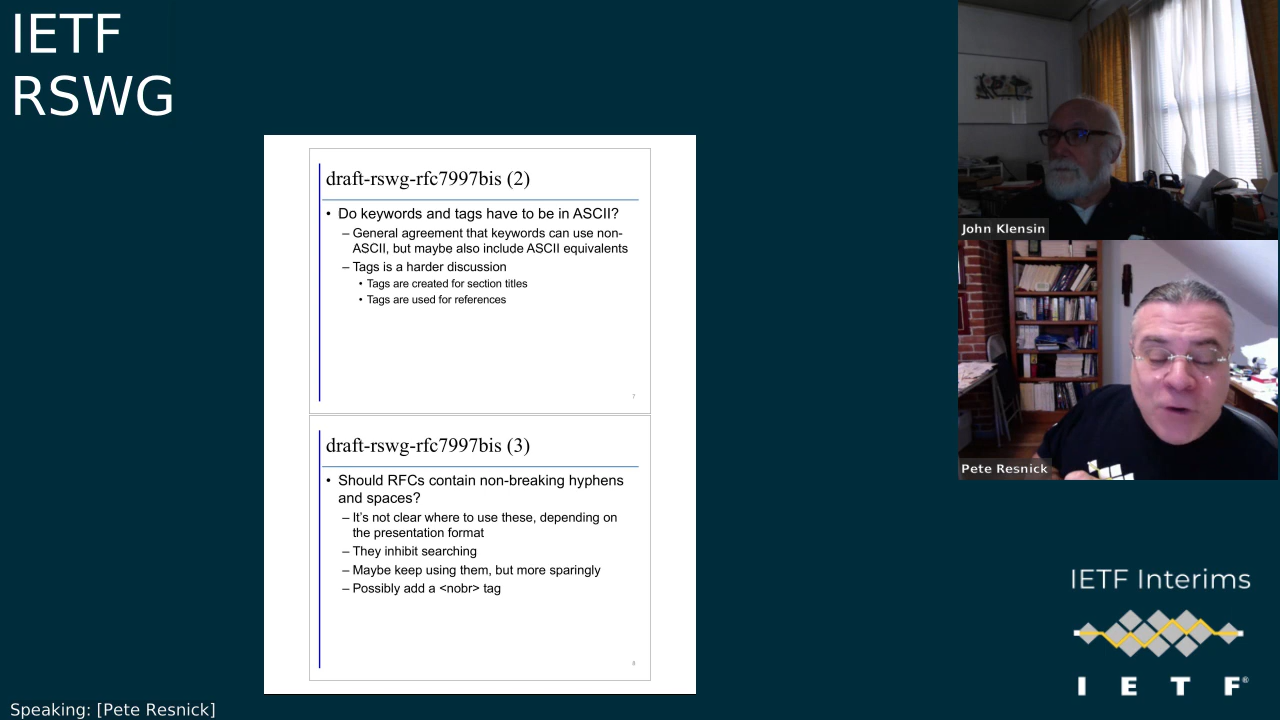 IETF
RSWG
draft-rswg-rfc7997bis (2)
• Do keywords and tags have to be in ASCII?
– General agreement that keywords can use non-
ASCII, but maybe also include ASCII equivalents
– Tags is a harder discussion
• Tags are created for section titles
• Tags are used for references
7
draft-rswg-rfc7997bis (3)
• Should RFCs contain non-breaking hyphens
and spaces?
– It's not clear where to use these, depending on
the presentation format
– They inhibit searching
– Maybe keep using them, but more sparingly
– Possibly add a <nobr> tag
8
John Klensin
Pete Resnick
IETF Interims
I E T F®
Speaking: [Pete Resnick]